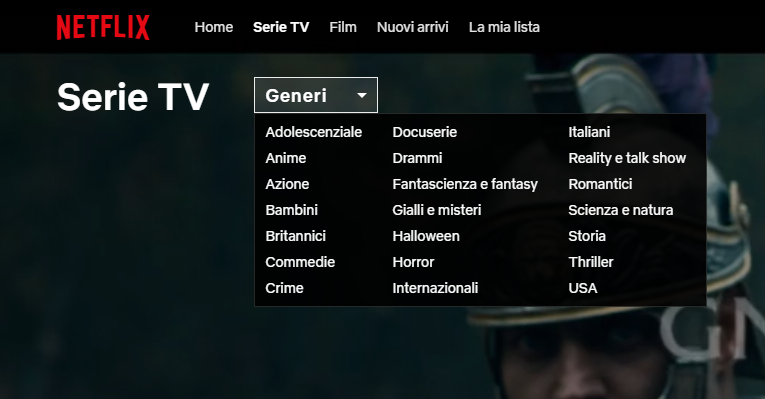 NETFLIX
Home Serie TV Film Nuovi arrivi La mia lista
Serie TV
Generi
Adolescenziale Docuserie Italiani
Anime Drammi Reality e talk show
Azione Fantascienza e fantasy Romantici
Bambini Gialli e misteri Scienza e natura
Britannici Halloween Storia
Commedie Horror Thriller
Crime Internazionali USA
GN